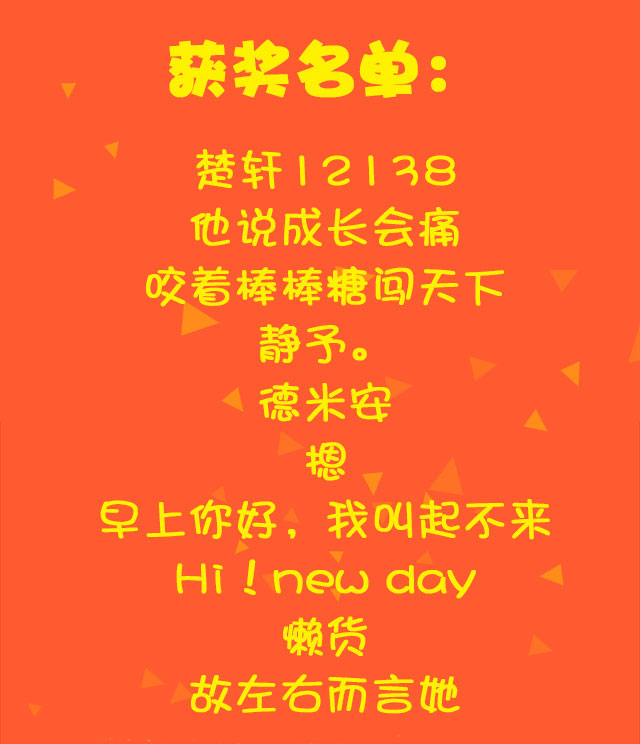 获奖名单：
楚轩12138
他说成长会痛
咬着棒棒糖闯天下
静予。
德米安
摁
早上你好，我叫起不来
Hi！new day
懒货
故左右而言她